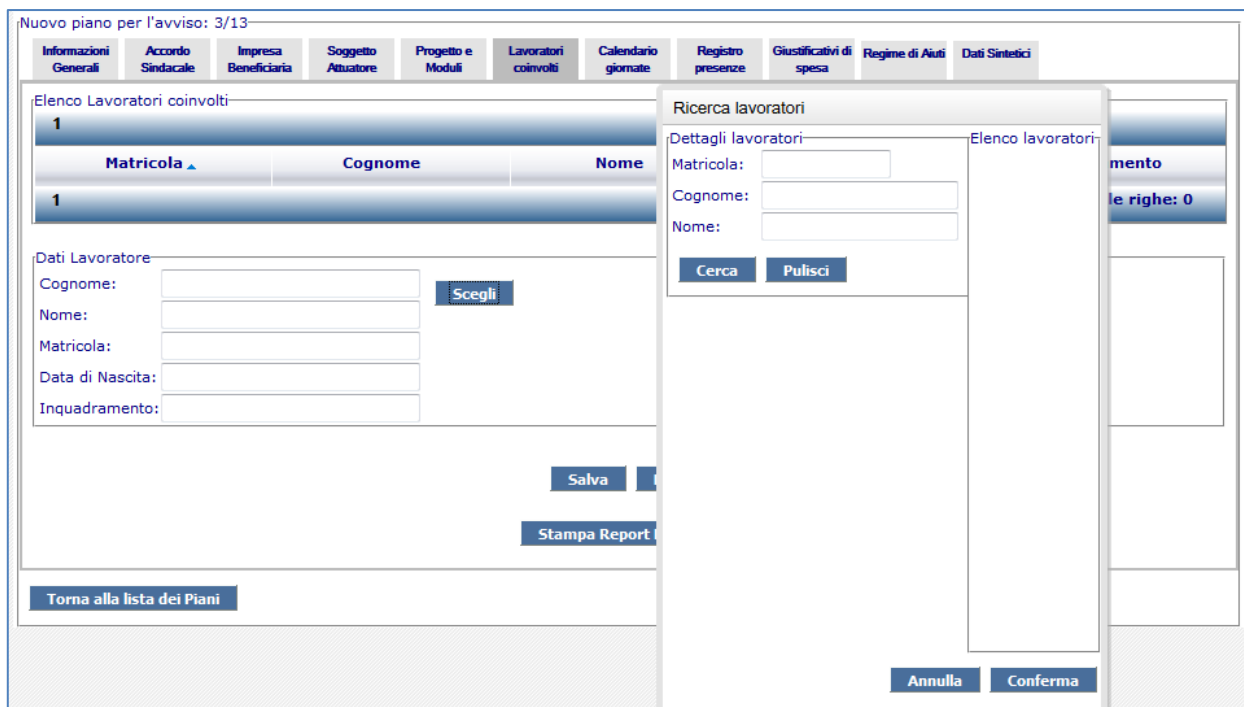 Nuovo piano per l'avviso: 3/13
Informazioni Generali
Accordo Sindacale
Impresa Beneficiaria
Soggetto Attuatore
Progetto e Moduli
Lavoratori coinvolti
Calendario giornate
Registro presenze
Giustificativi di spesa
Regime di Aiuti
Dati Sintetici
Elenco Lavoratori coinvolti
1
Matricola
Cognome
Nome
mento
1
le righe: 0
Dati Lavoratore
Cognome:
Scegli
Nome:
Matricola:
Data di Nascita:
Inquadramento:
Salva
Stampa Report
Torna alla lista dei Piani
Ricerca lavoratori
Dettagli lavoratori
Elenco lavoratori
Matricola:
Cognome:
Nome:
Cerca
Pulisci
Annulla
Conferma